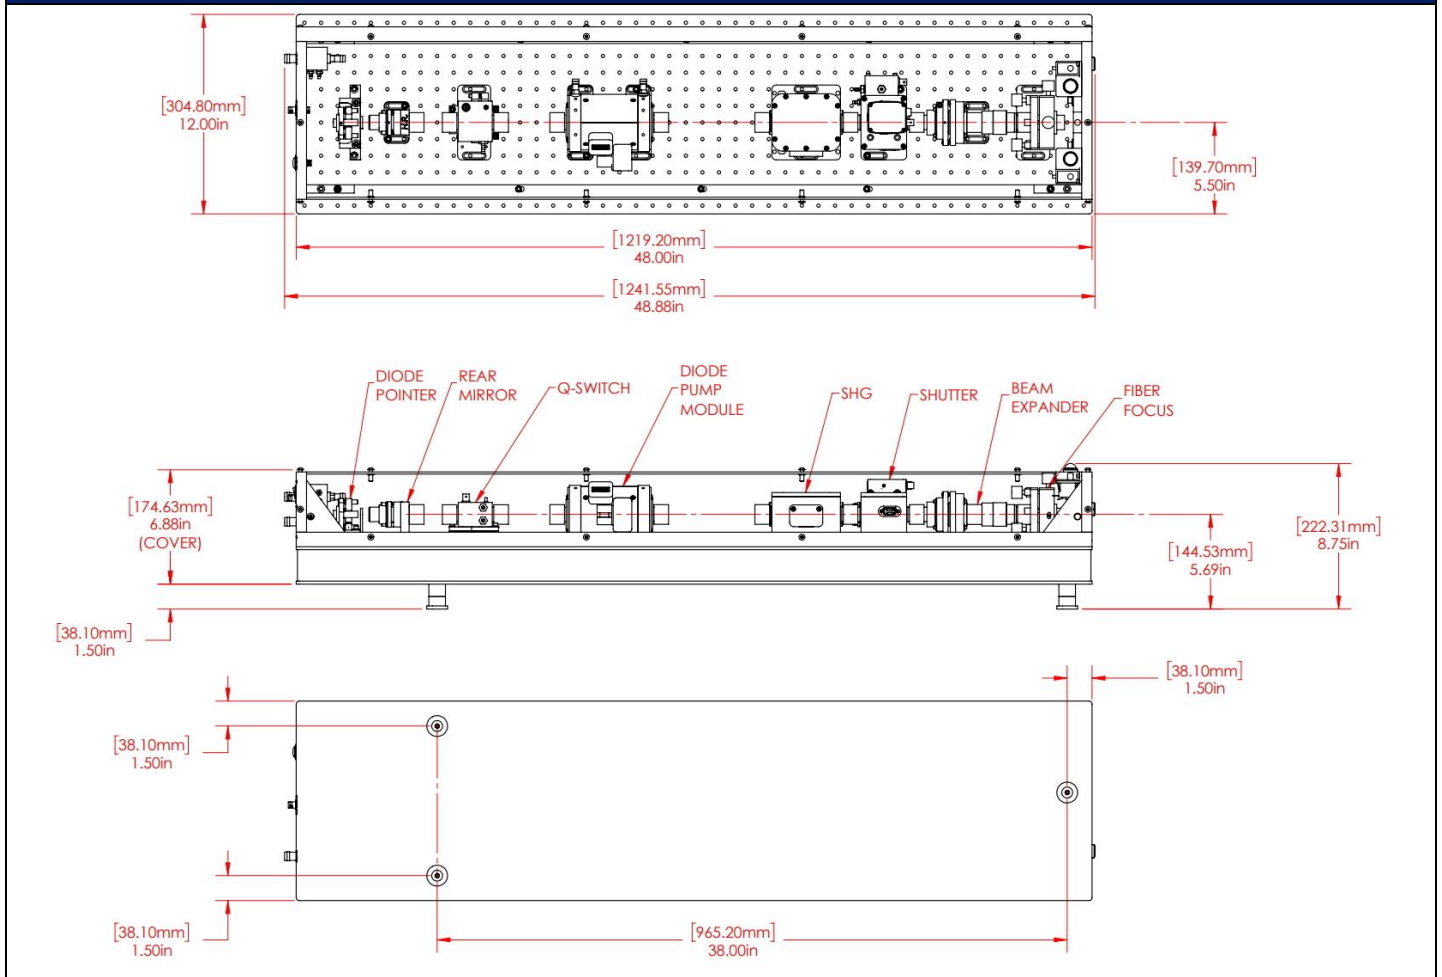 [304.80mm]
12.00in
H.R.
[139.70mm]
5.50in
[1219.20mm]
48.00in
[1241.55mm]
48.88in
DIODE
POINTER
REAR
MIRROR
Q-SWITCH
DIODE
PUMP
MODULE
SHG
SHUTTER
BEAM
EXPANDER
FIBER
FOCUS
[174.63mm]
6.88in
(COVER)
[222.31mm]
8.75in
[144.53mm]
5.69in
[38.10mm]
1.50in
[38.10mm]
1.50in
[38.10mm]
1.50in
[38.10mm]
1.50in
[965.20mm]
38.00in